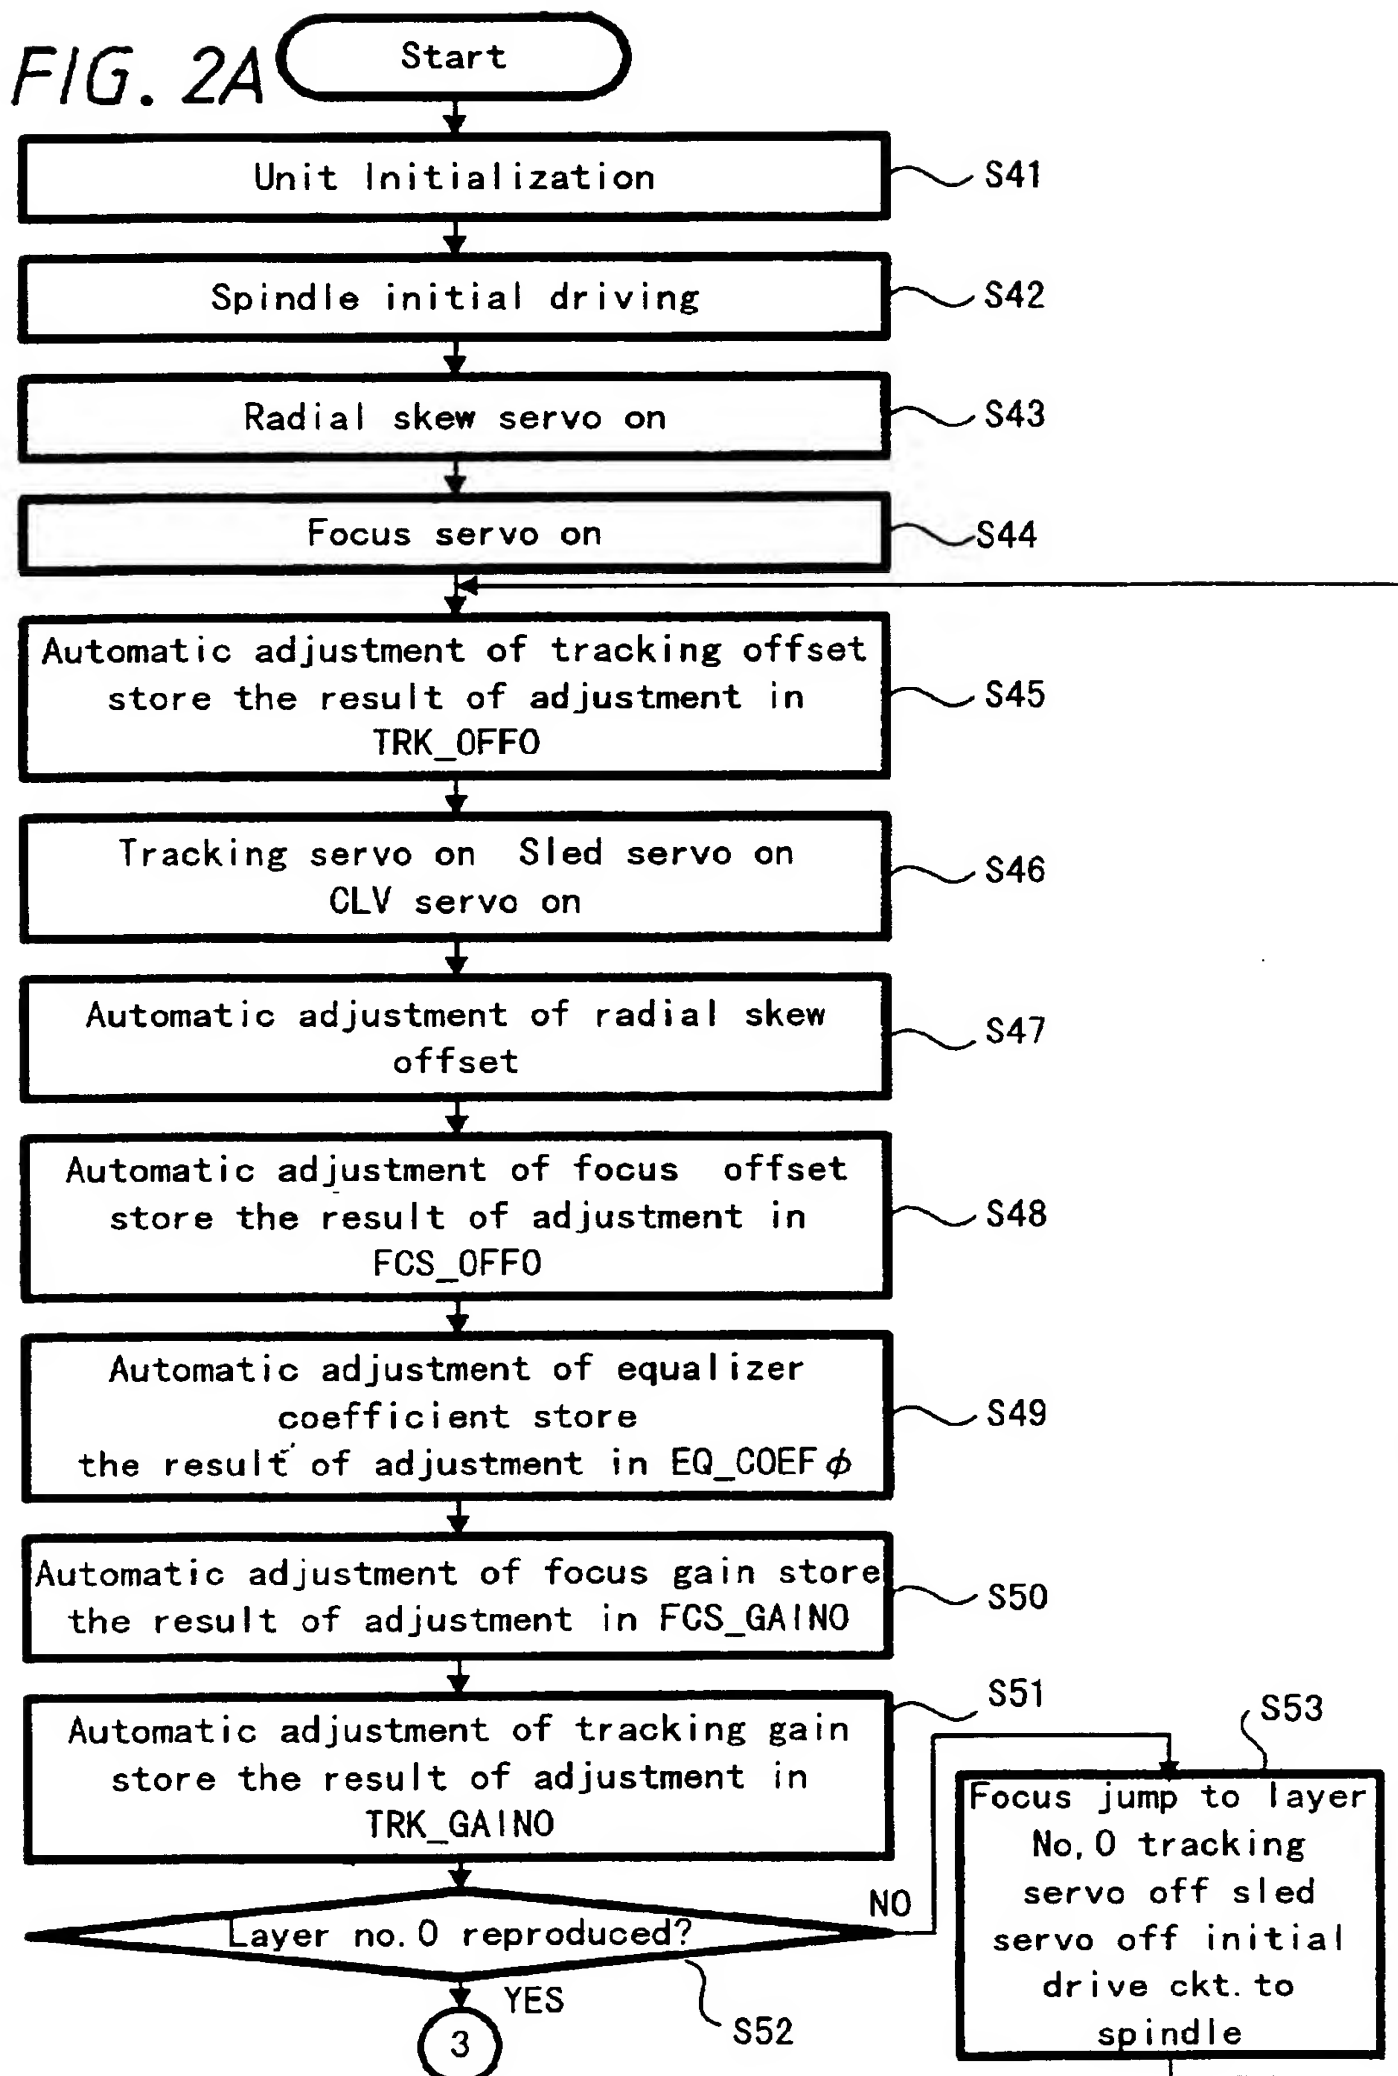 FIG. 2A
Start
Unit Initialization
S41
Spindle initial driving
S42
Radial skew servo on
S43
Focus servo on
S44
Automatic adjustment of tracking offset
store the result of adjustment in
TRK_OFF0
S45
Tracking servo on Sled servo on
CLV servo on
S46
Automatic adjustment of radial skew
offset
S47
Automatic adjustment of focus offset
store the result of adjustment in
FCS_OFF0
S48
Automatic adjustment of equalizer
coefficient store
the result of adjustment in EQ_COEFϕ
S49
Automatic adjustment of focus gain store
the result of adjustment in FCS_GAIN0
S50
Automatic adjustment of tracking gain
store the result of adjustment in
TRK_GAIN0
S51
Layer no.0 reproduced?
S52
NO
YES
3
S53
Focus jump to layer
No,0 tracking
servo off sled
servo off initial
drive ckt. to
spindle